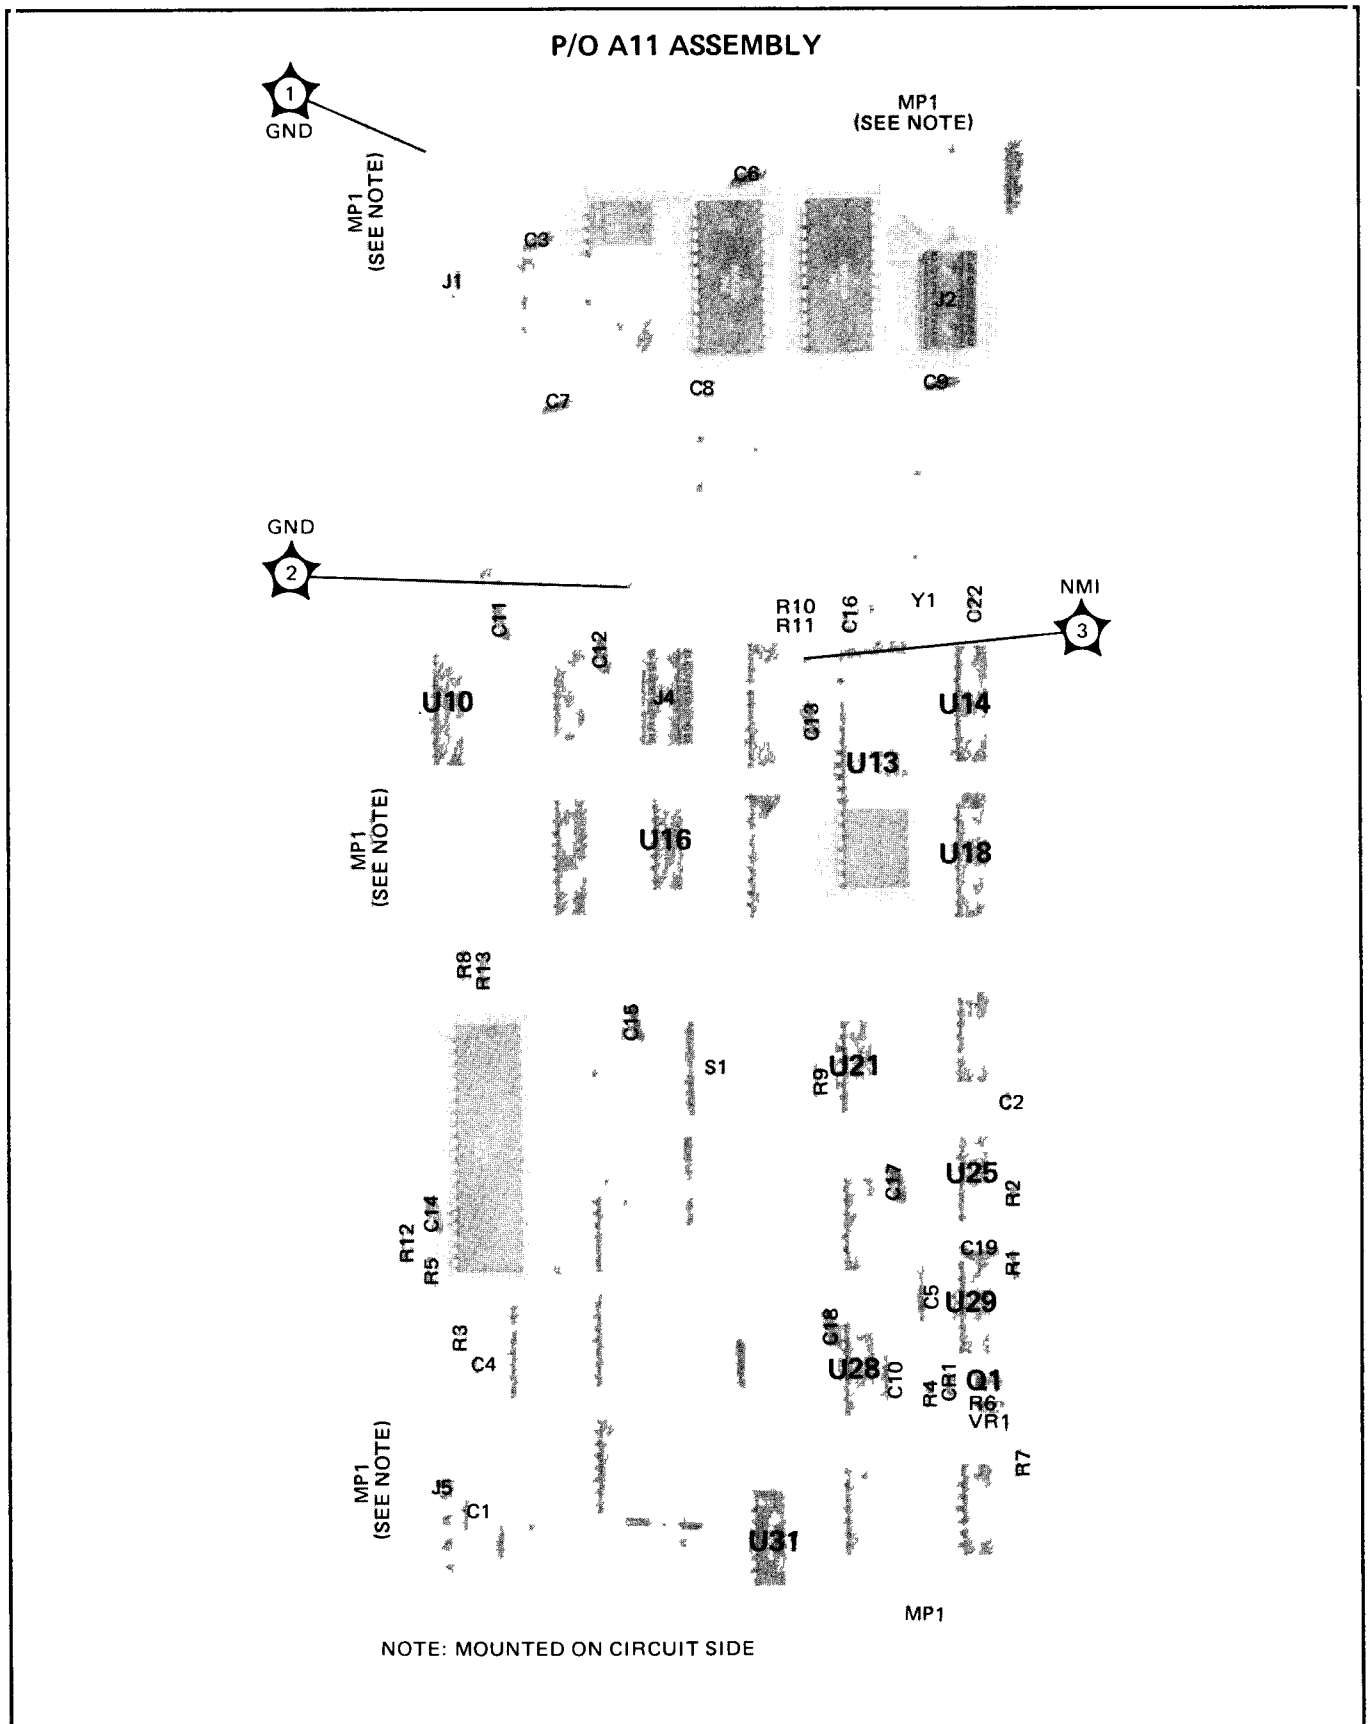 P/O A11 ASSEMBLY
1
GND
MP1
(SEE NOTE)
MP1
(SEE NOTE)
C6
C3
J1
J2
C8
C9
C7
GND
2
NMI
3
R10
R11
C16
Y1
C22
C11
C12
U10
J4
C13
U14
U13
MP1
(SEE NOTE)
U16
U18
R8
R13
C15
S1
R9
U21
C2
C17
U25
R2
C14
R12
R5
C19
R1
C5
U29
R3
C4
C18
U28
C10
R4
CR1
Q1
R6
VR1
R7
MP1
(SEE NOTE)
J5
C1
U31
MP1
NOTE: MOUNTED ON CIRCUIT SIDE